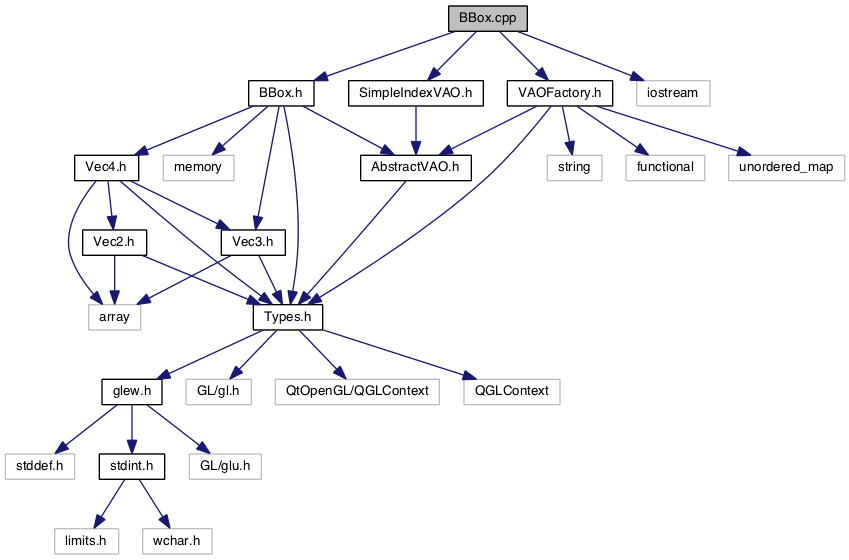 BBox.cpp
BBox.h
SimpleIndexVAO.h
VAOFactory.h
iostream
Vec4.h
memory
AbstractVAO.h
string
functional
unordered_map
Vec2.h
Vec3.h
array
Types.h
glew.h
GL/gl.h
QtOpenGL/QGLContext
QGLContext
stddef.h
stdint.h
GL/glu.h
limits.h
wchar.h